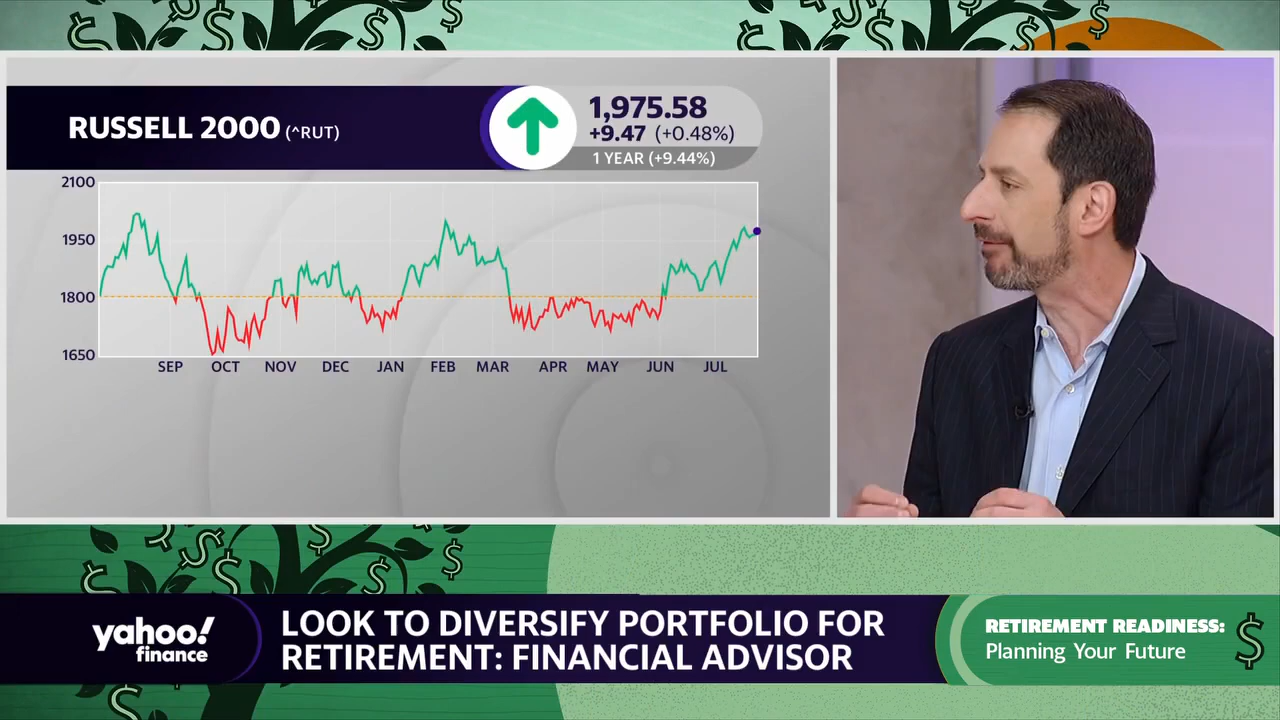 RUSSELL 2000 (^RUT)
1,975.58
+9.47 (+0.48%)
1 YEAR (+9.44%)
2100
1950
1800
1650
SEP OCT NOV DEC JAN FEB MAR APR MAY JUN JUL
yahoo!
finance
LOOK TO DIVERSIFY PORTFOLIO FOR
RETIREMENT: FINANCIAL ADVISOR
RETIREMENT READINESS:
Planning Your Future